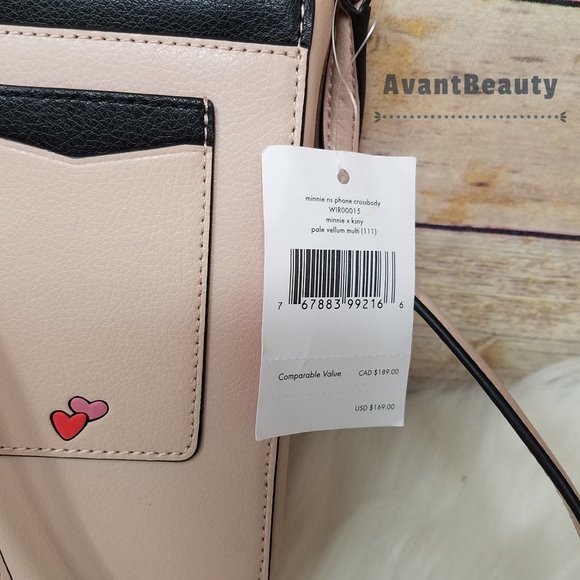 AvantBeauty
minnie ns phone crossbody
WIR00015
minnie x ksny
pale vellum multi (111)
7 67883 99216 6
Comparable Value CAD $189.00
USD $169.00